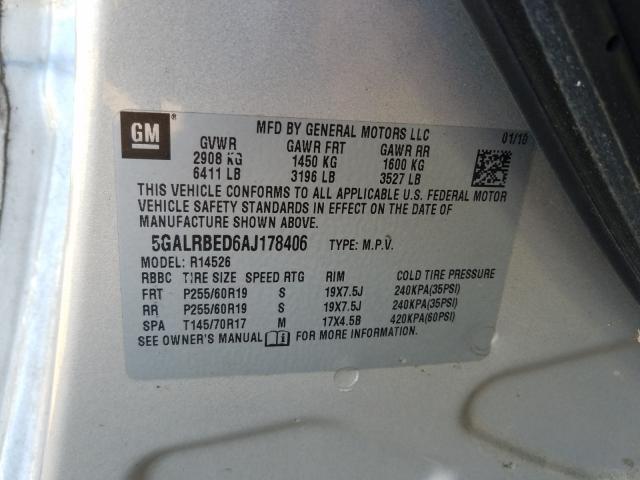 GM
MFD BY GENERAL MOTORS LLC 01/10
GVWR GAWR FRT GAWR RR
2908 KG 1450 KG 1600 KG
6411 LB 3196 LB 3527 LB
THIS VEHICLE CONFORMS TO ALL APPLICABLE U.S. FEDERAL MOTOR
VEHICLE SAFETY STANDARDS IN EFFECT ON THE DATE OF
MANUFACTURE SHOWN ABOVE.
5GALRBED6AJ178406 TYPE: M.P.V.
MODEL: R14526
RBBC TIRE SIZE SPEED RTG RIM COLD TIRE PRESSURE
FRT P255/60R19 S 19X7.5J 240KPA(35PSI)
RR P255/60R19 S 19X7.5J 240KPA(35PSI)
SPA T145/70R17 M 17X4.5B 420KPA(60PSI)
SEE OWNER'S MANUAL FOR MORE INFORMATION.